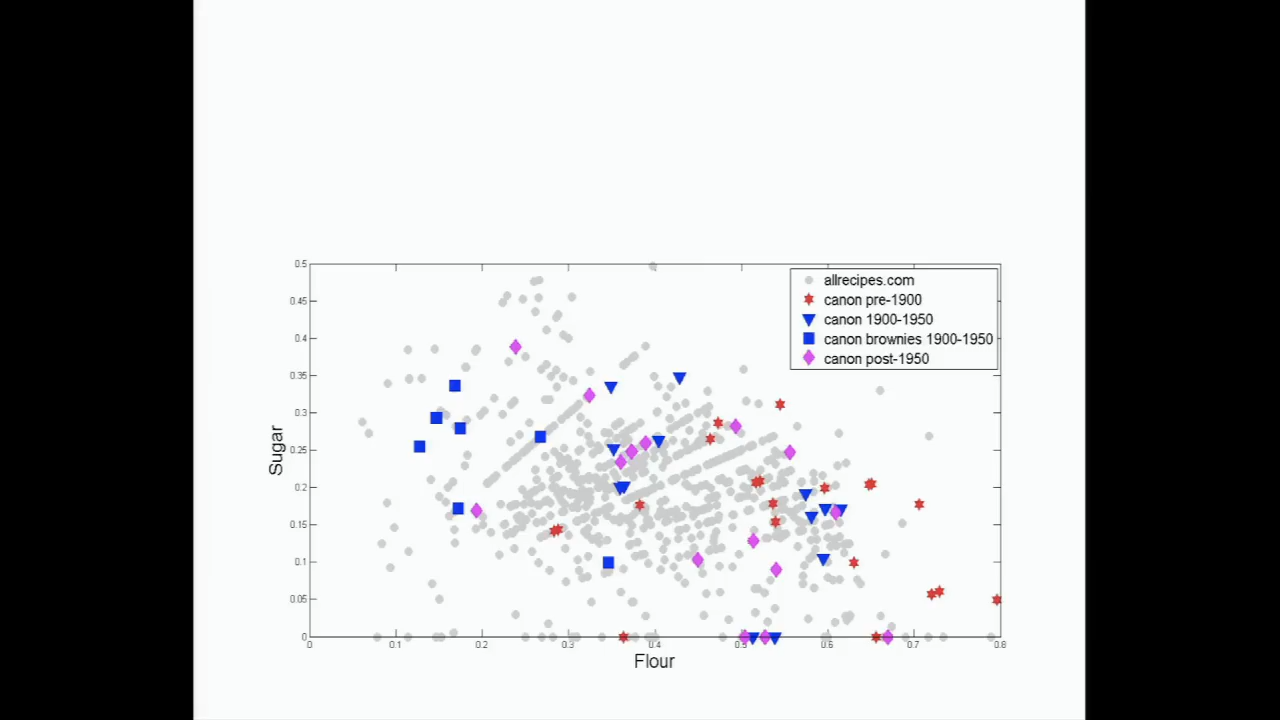 allrecipes.com
canon pre-1900
canon 1900-1950
canon brownies 1900-1950
canon post-1950
0.5
0.45
0.4
0.35
0.3
0.25
0.2
0.15
0.1
0.05
0
Sugar
0 0.1 0.2 0.3 0.4 0.5 0.6 0.7 0.8
Flour